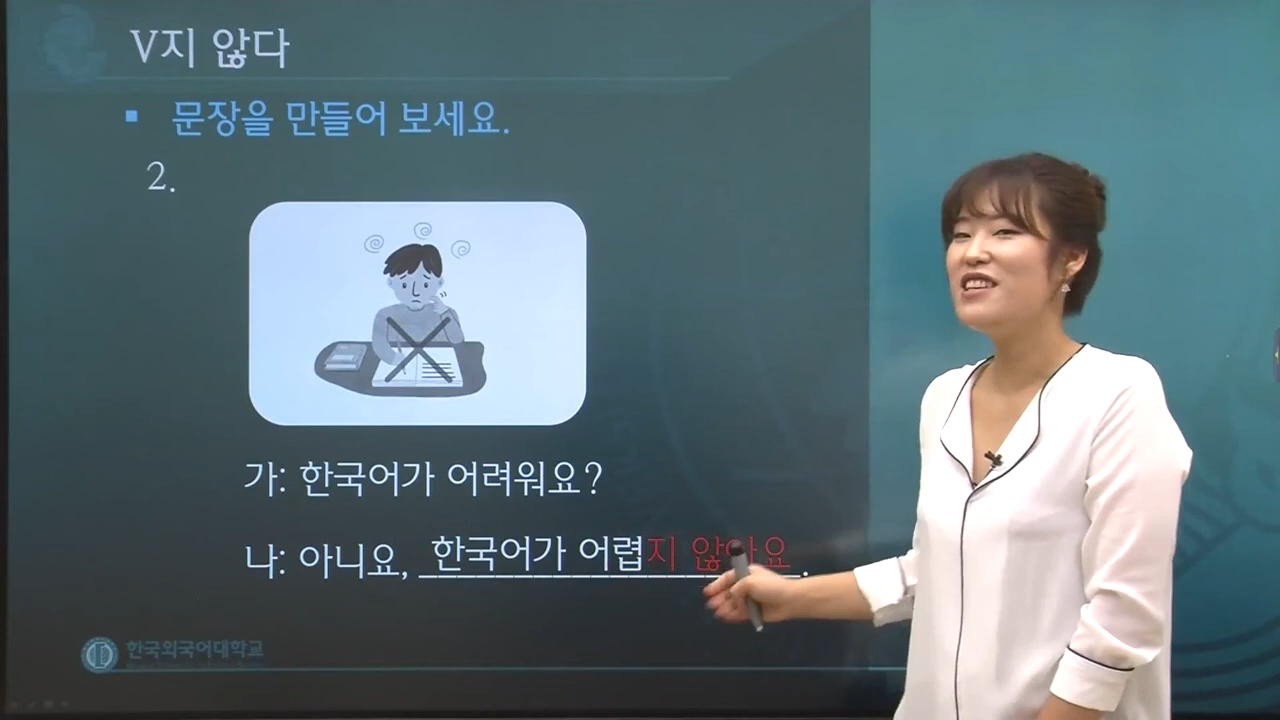 V지 않다
▪ 문장을 만들어 보세요.
2.
가: 한국어가 어려워요?
나: 아니요, 한국어가 어렵지 않아요.
한국외국어대학교